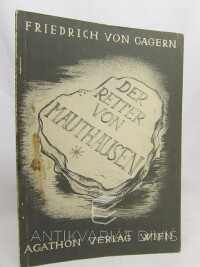 FRIEDRICH VON GAGERN
DER
RETTER
VON
MAUTHAUSEN
AGATHON VERLAG WIEN